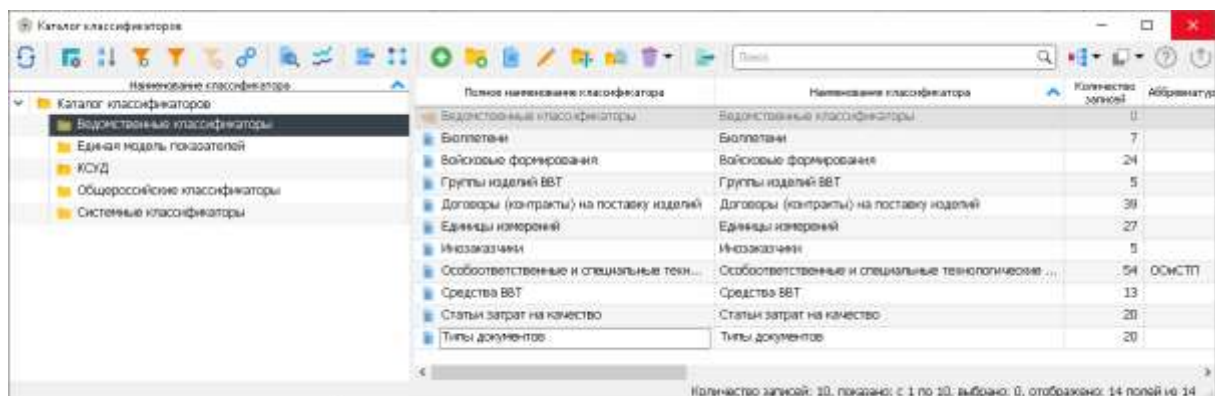 Каталог классификаторов
Поиск
Наименование классификатора
Каталог классификаторов
Ведомственные классификаторы
Единая модель показателей
КСУД
Общероссийские классификаторы
Системные классификаторы
Полное наименование классификатора Наименование классификатора Количество записей Аббревиатур
Ведомственные классификаторы Ведомственные классификаторы 0
Бюллетени Бюллетени 7
Войсковые формирования Войсковые формирования 24
Группы изделий ВВТ Группы изделий ВВТ 5
Договоры (контракты) на поставку изделий Договоры (контракты) на поставку изделий 39
Единицы измерений Единицы измерений 27
Инозаказчики Инозаказчики 5
Особоответственные и специальные техн... Особоответственные и специальные технологические ... 54 ООиСТП
Средства ВВТ Средства ВВТ 13
Статьи затрат на качество Статьи затрат на качество 20
Типы документов Типы документов 20
Количество записей: 10, показано: с 1 по 10, выбрано: 0, отображено: 14 полей из 14